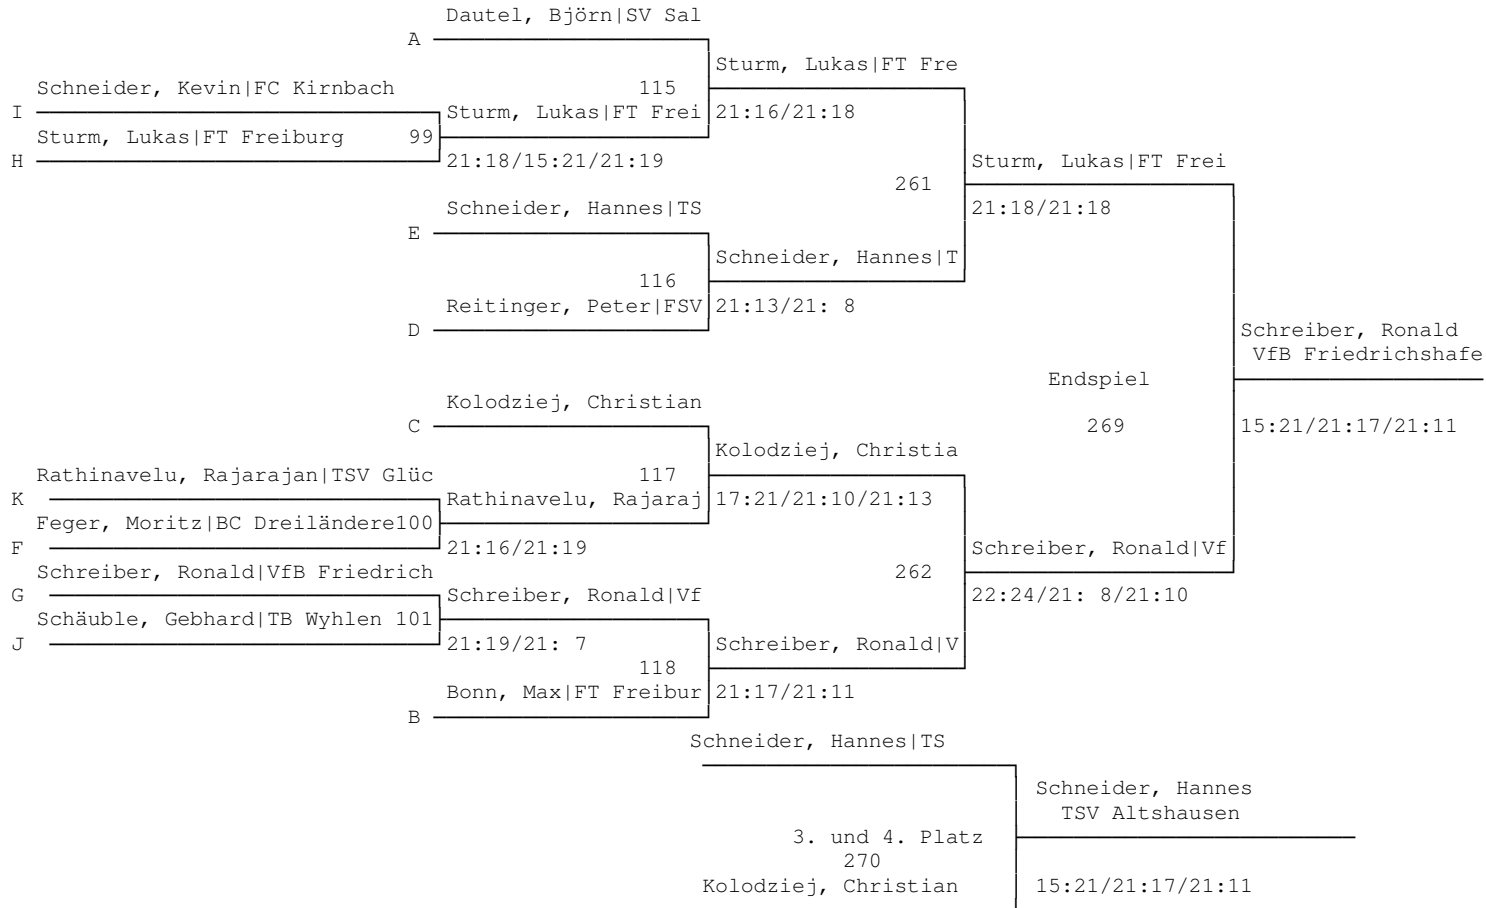 Dautel, Björn|SV Sal
A
Sturm, Lukas|FT Fre
Schneider, Kevin|FC Kirnbach 115
I Sturm, Lukas|FT Frei 21:16/21:18
Sturm, Lukas|FT Freiburg 99
H 21:18/15:21/21:19 Sturm, Lukas|FT Frei
261
Schneider, Hannes|TS 21:18/21:18
E
Schneider, Hannes|T
116
Reitinger, Peter|FSV 21:13/21: 8
D Schreiber, Ronald
VfB Friedrichshafe
Endspiel
Kolodziej, Christian
C 269 15:21/21:17/21:11
Kolodziej, Christia
Rathinavelu, Rajarajan|TSV Glüc 117
K Rathinavelu, Rajaraj 17:21/21:10/21:13
Feger, Moritz|BC Dreiländere100
F 21:16/21:19 Schreiber, Ronald|Vf
Schreiber, Ronald|VfB Friedrich 262
G Schreiber, Ronald|Vf 22:24/21: 8/21:10
Schäuble, Gebhard|TB Wyhlen 101
J 21:19/21: 7 Schreiber, Ronald|V
118
Bonn, Max|FT Freibur 21:17/21:11
B
Schneider, Hannes|TS
Schneider, Hannes
TSV Altshausen
3. und 4. Platz
270
Kolodziej, Christian 15:21/21:17/21:11